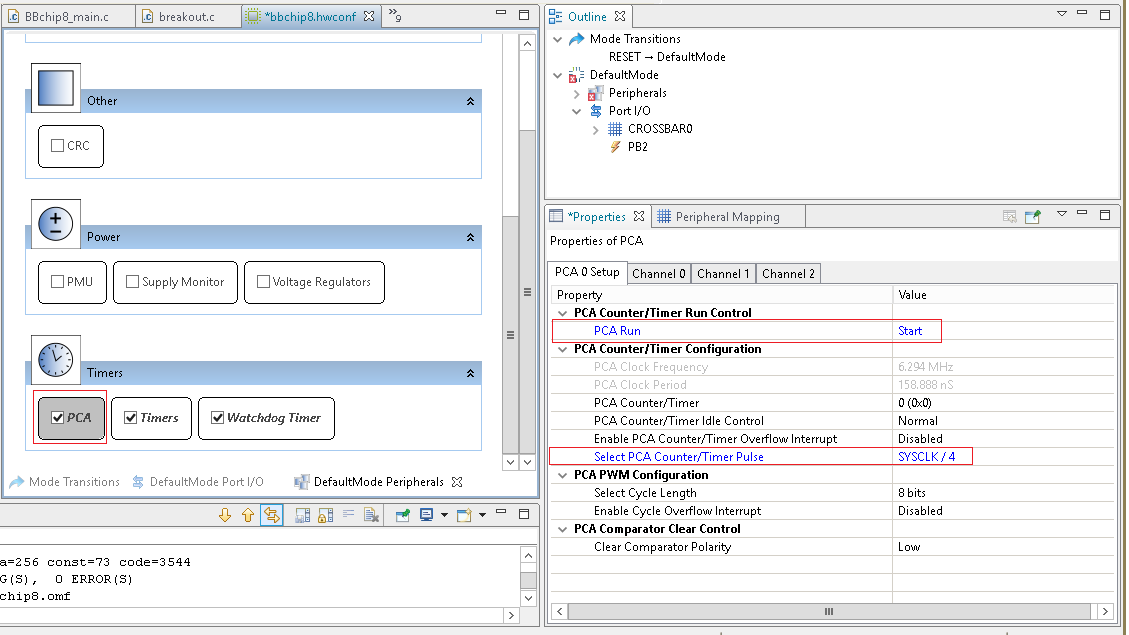 BBchip8_main.c
breakout.c
*bbchip8.hwconf
9
Other
CRC
Power
PMU
Supply Monitor
Voltage Regulators
Timers
PCA
Timers
Watchdog Timer
Mode Transitions
DefaultMode Port I/O
DefaultMode Peripherals
a=256 const=73 code=3544
G(S), 0 ERROR(S)
chip8.omf
Outline
Mode Transitions
RESET → DefaultMode
DefaultMode
Peripherals
Port I/O
CROSSBAR0
PB2
*Properties
Peripheral Mapping
Properties of PCA
PCA 0 Setup
Channel 0
Channel 1
Channel 2
Property Value
PCA Counter/Timer Run Control
PCA Run Start
PCA Counter/Timer Configuration
PCA Clock Frequency 6.294 MHz
PCA Clock Period 158.888 nS
PCA Counter/Timer 0 (0x0)
PCA Counter/Timer Idle Control Normal
Enable PCA Counter/Timer Overflow Interrupt Disabled
Select PCA Counter/Timer Pulse SYSCLK / 4
PCA PWM Configuration
Select Cycle Length 8 bits
Enable Cycle Overflow Interrupt Disabled
PCA Comparator Clear Control
Clear Comparator Polarity Low